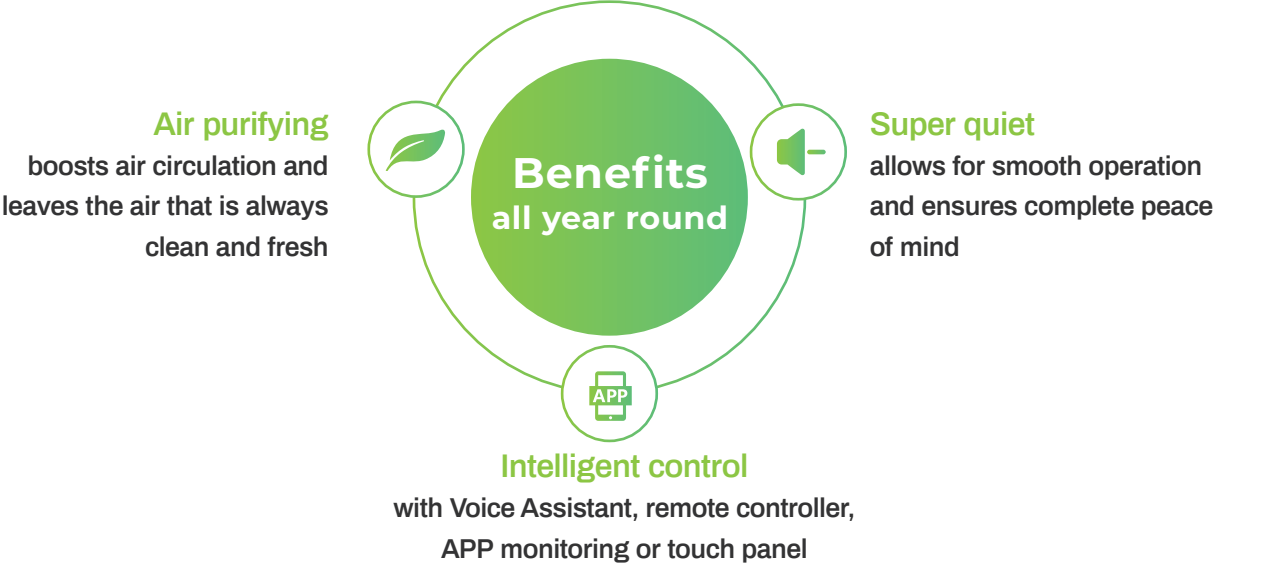 Benefits
all year round
Air purifying
boosts air circulation and
leaves the air that is always
clean and fresh
Super quiet
allows for smooth operation
and ensures complete peace
of mind
APP
Intelligent control
with Voice Assistant, remote controller,
APP monitoring or touch panel